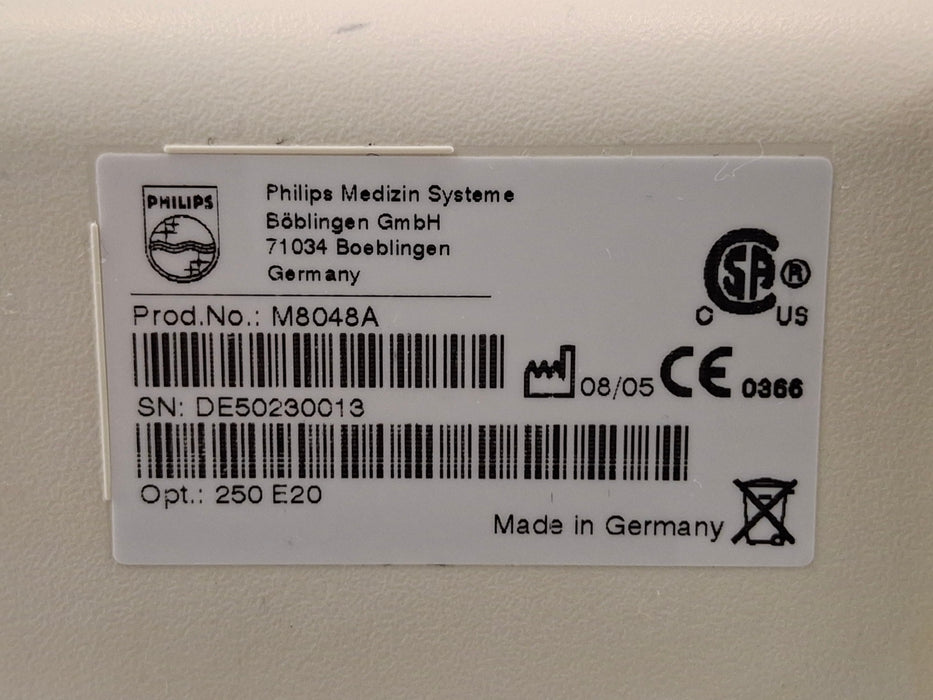 PHILIPS
Philips Medizin Systeme
Böblingen GmbH
71034 Boeblingen
Germany
Prod.No.: M8048A
SN: DE50230013
Opt.: 250 E20
SA ®
C US
08/05 CE 0366
Made in Germany